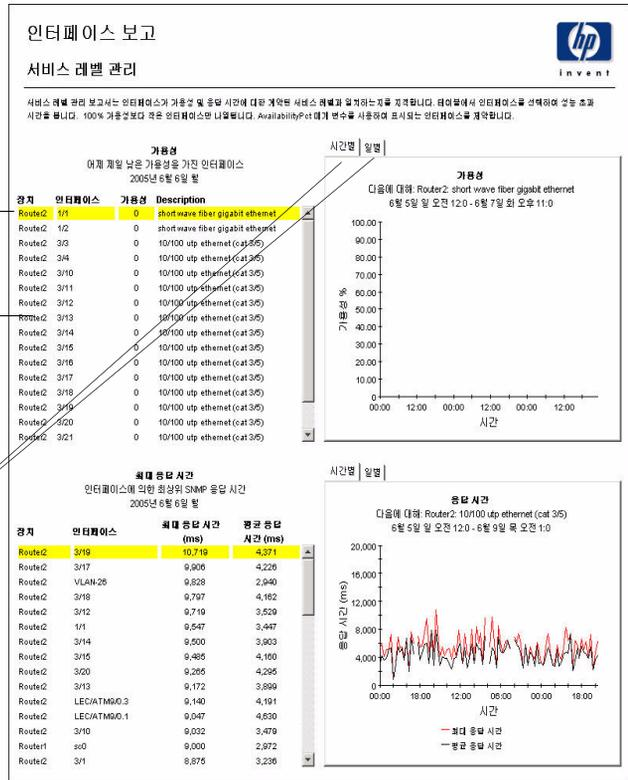 인터페이스 보고
서비스 레벨 관리
hp
invent
서비스 레벨 관리 보고서는 인터페이스가 가용성 및 응답 시간에 대한 계약된 서비스 레벨과 일치하는지를 지적합니다. 테이블에서 인터페이스를 선택하여 성능 초과
시간을 봅니다. 100% 가용성보다 작은 인터페이스만 나열됩니다. AvailabilityPct 매개 변수를 사용하여 표시되는 인터페이스를 제약합니다.
가용성
어제 제일 낮은 가용성을 가진 인터페이스
2005년 6월 6일 월
장치 인터페이스 가용성 Description
Router2 1/1 0 short wave fiber gigabit ethernet
Router2 1/2 0 short wave fiber gigabit ethernet
Router2 3/3 0 10/100 utp ethernet (cat 3/5)
Router2 3/4 0 10/100 utp ethernet (cat 3/5)
Router2 3/10 0 10/100 utp ethernet (cat 3/5)
Router2 3/11 0 10/100 utp ethernet (cat 3/5)
Router2 3/12 0 10/100 utp ethernet (cat 3/5)
Router2 3/13 0 10/100 utp ethernet (cat 3/5)
Router2 3/14 0 10/100 utp ethernet (cat 3/5)
Router2 3/15 0 10/100 utp ethernet (cat 3/5)
Router2 3/16 0 10/100 utp ethernet (cat 3/5)
Router2 3/17 0 10/100 utp ethernet (cat 3/5)
Router2 3/18 0 10/100 utp ethernet (cat 3/5)
Router2 3/19 0 10/100 utp ethernet (cat 3/5)
Router2 3/20 0 10/100 utp ethernet (cat 3/5)
Router2 3/21 0 10/100 utp ethernet (cat 3/5)
시간별 일별
가용성
다음에 대해: Router2: short wave fiber gigabit ethernet
6월 5일 일 오전 12:0 - 6월 7일 화 오후 11:0
가용성 %
100.00
90.00
80.00
70.00
60.00
50.00
40.00
30.00
20.00
10.00
00:00 12:00 00:00 12:00 00:00 12:00
시간
최대 응답 시간
인터페이스에 의한 최상위 SNMP 응답 시간
2005년 6월 6일 월
장치 인터페이스 최대 응답 시간 (ms) 평균 응답 시간 (ms)
Router2 3/19 10,719 4,371
Router2 3/17 9,906 4,226
Router2 VLAN-26 9,828 2,940
Router2 3/18 9,797 4,162
Router2 3/12 9,719 3,529
Router2 1/1 9,547 3,447
Router2 3/14 9,500 3,903
Router2 3/15 9,485 4,160
Router2 3/20 9,265 4,295
Router2 3/13 9,172 3,899
Router2 LEC/ATM9/0.3 9,140 4,191
Router2 LEC/ATM9/0.1 9,047 4,630
Router2 3/10 9,032 3,479
Router1 sc0 9,000 2,972
Router2 3/1 8,875 3,236
시간별 일별
응답 시간
다음에 대해: Router2: 10/100 utp ethernet (cat 3/5)
6월 5일 일 오전 12:0 - 6월 9일 목 오전 1:0
응답 시간 (ms)
20,000
16,000
12,000
8,000
4,000
0
00:00 18:00 12:00 06:00 00:00 18:00
시간
최대 응답 시간
평균 응답 시간